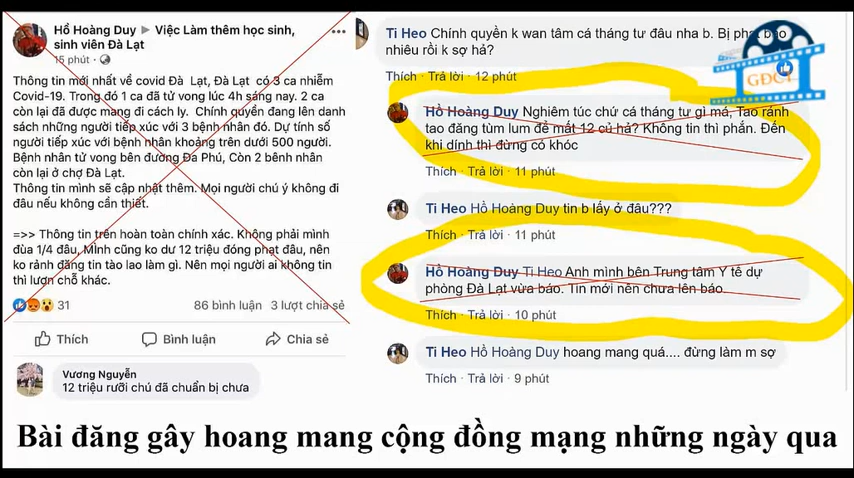 Hồ Hoàng Duy ▶ Việc Làm thêm học sinh,
sinh viên Đà Lạt
15 phút
Thông tin mới nhất về covid Đà Lạt, Đà Lạt có 3 ca nhiễm
Covid-19. Trong đó 1 ca đã tử vong lúc 4h sáng nay. 2 ca
còn lại đã được mang đi cách ly. Chính quyền đang lên danh
sách những người tiếp xúc với 3 bệnh nhân đó. Dự tính số
người tiếp xúc với bệnh nhân khoảng trên dưới 500 người.
Bệnh nhân tử vong bên đường Đa Phú, Còn 2 bênh nhân
còn lại ở chợ Đà Lạt.
Thông tin mình sẽ cập nhật thêm. Mọi người chú ý không đi
đâu nếu không cần thiết.
=>> Thông tin trên hoàn toàn chính xác. Không phải mình
đùa 1/4 đâu. Mình cũng ko dư 12 triệu đóng phạt đâu, nên
ko rảnh đăng tin tào lao làm gì. Nên mọi người ai không tin
thì lượn chỗ khác.
31
86 bình luận 3 lượt chia sẻ
Thích Bình luận Chia sẻ
Vương Nguyễn
12 triệu rưỡi chú đã chuẩn bị chưa
Ti Heo Chính quyền k wan tâm cá tháng tư đâu nha b. Bị phạt bao
nhiêu rồi k sợ hả?
Thích · Trả lời · 12 phút
Hồ Hoàng Duy Nghiêm túc chứ cá tháng tư gì má, Tao rảnh
tao đăng tùm lum để mất 12 củ hả? Không tin thì phắn. Đến
khi dính thì đừng có khóc
Thích · Trả lời · 11 phút
Ti Heo Hồ Hoàng Duy tin b lấy ở đâu???
Thích · Trả lời · 11 phút
Hồ Hoàng Duy Ti Heo Anh mình bên Trung tâm Y tế dự
phòng Đà Lạt vừa báo. Tin mới nên chưa lên báo.
Thích · Trả lời · 10 phút
Ti Heo Hồ Hoàng Duy hoang mang quá.... đừng làm m sợ
Thích · Trả lời · 9 phút
GĐCT
Bài đăng gây hoang mang cộng đồng mạng những ngày qua